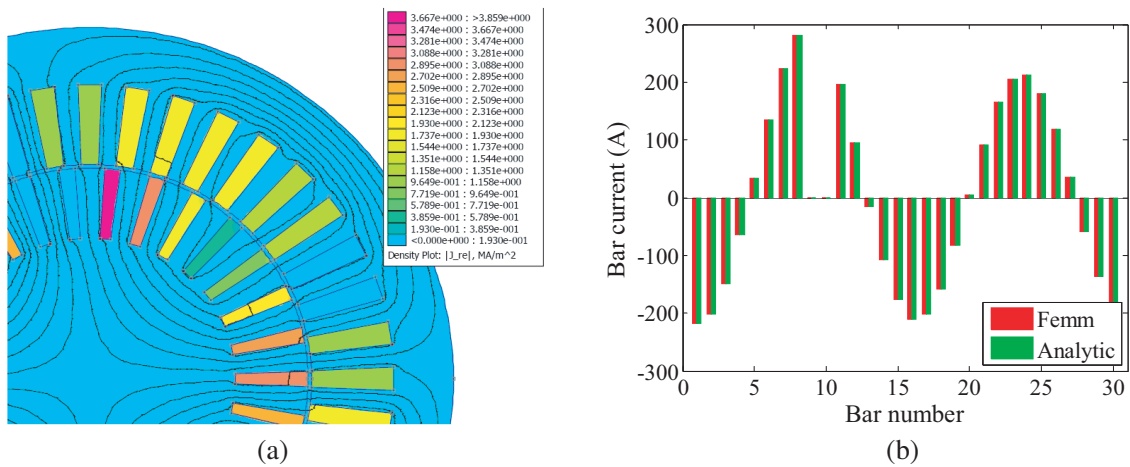 3.667e+000 : >3.859e+000
3.474e+000 : 3.667e+000
3.281e+000 : 3.474e+000
3.088e+000 : 3.281e+000
2.895e+000 : 3.088e+000
2.702e+000 : 2.895e+000
2.509e+000 : 2.702e+000
2.316e+000 : 2.509e+000
2.123e+000 : 2.316e+000
1.930e+000 : 2.123e+000
1.737e+000 : 1.930e+000
1.544e+000 : 1.737e+000
1.351e+000 : 1.544e+000
1.158e+000 : 1.351e+000
9.649e-001 : 1.158e+000
7.719e-001 : 9.649e-001
5.789e-001 : 7.719e-001
3.859e-001 : 5.789e-001
1.930e-001 : 3.859e-001
<0.000e+000 : 1.930e-001
Density Plot: |J_re|, MA/m^2
(a)
300
200
100
0
-100
-200
-300
Bar current (A)
0
5
10
15
20
25
30
Bar number
Femm
Analytic
(b)